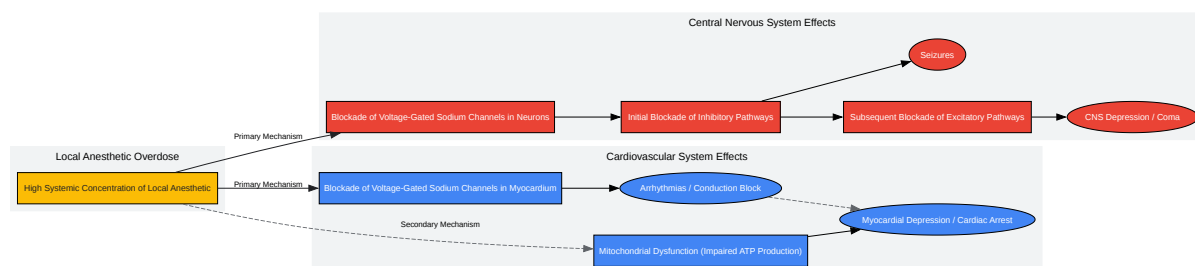 Central Nervous System Effects
Seizures
Blockade of Voltage-Gated Sodium Channels in Neurons
Initial Blockade of Inhibitory Pathways
Subsequent Blockade of Excitatory Pathways
CNS Depression / Coma
Primary Mechanism
Local Anesthetic Overdose
High Systemic Concentration of Local Anesthetic
Primary Mechanism
Secondary Mechanism
Cardiovascular System Effects
Blockade of Voltage-Gated Sodium Channels in Myocardium
Arrhythmias / Conduction Block
Myocardial Depression / Cardiac Arrest
Mitochondrial Dysfunction (Impaired ATP Production)